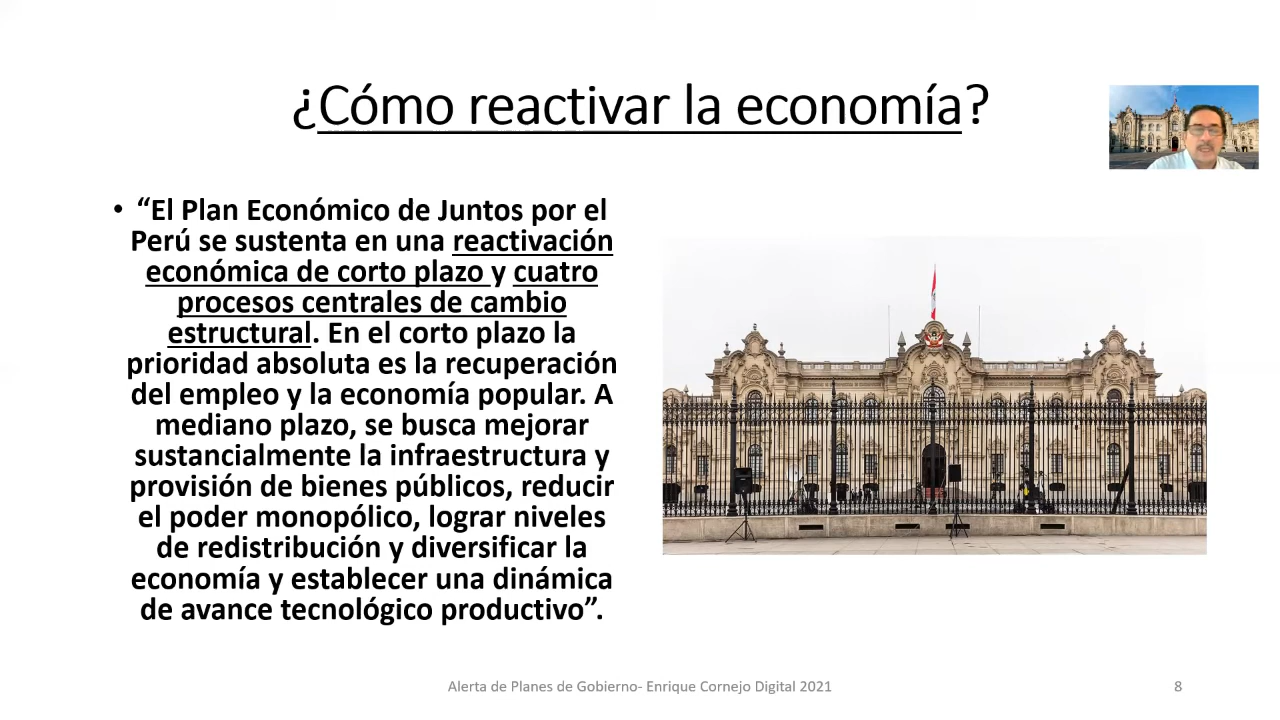 ¿Cómo reactivar la economía?
• “El Plan Económico de Juntos por el
Perú se sustenta en una reactivación
económica de corto plazo y cuatro
procesos centrales de cambio
estructural. En el corto plazo la
prioridad absoluta es la recuperación
del empleo y la economía popular. A
mediano plazo, se busca mejorar
sustancialmente la infraestructura y
provisión de bienes públicos, reducir
el poder monopólico, lograr niveles
de redistribución y diversificar la
economía y establecer una dinámica
de avance tecnológico productivo”.
Alerta de Planes de Gobierno- Enrique Cornejo Digital 2021
8